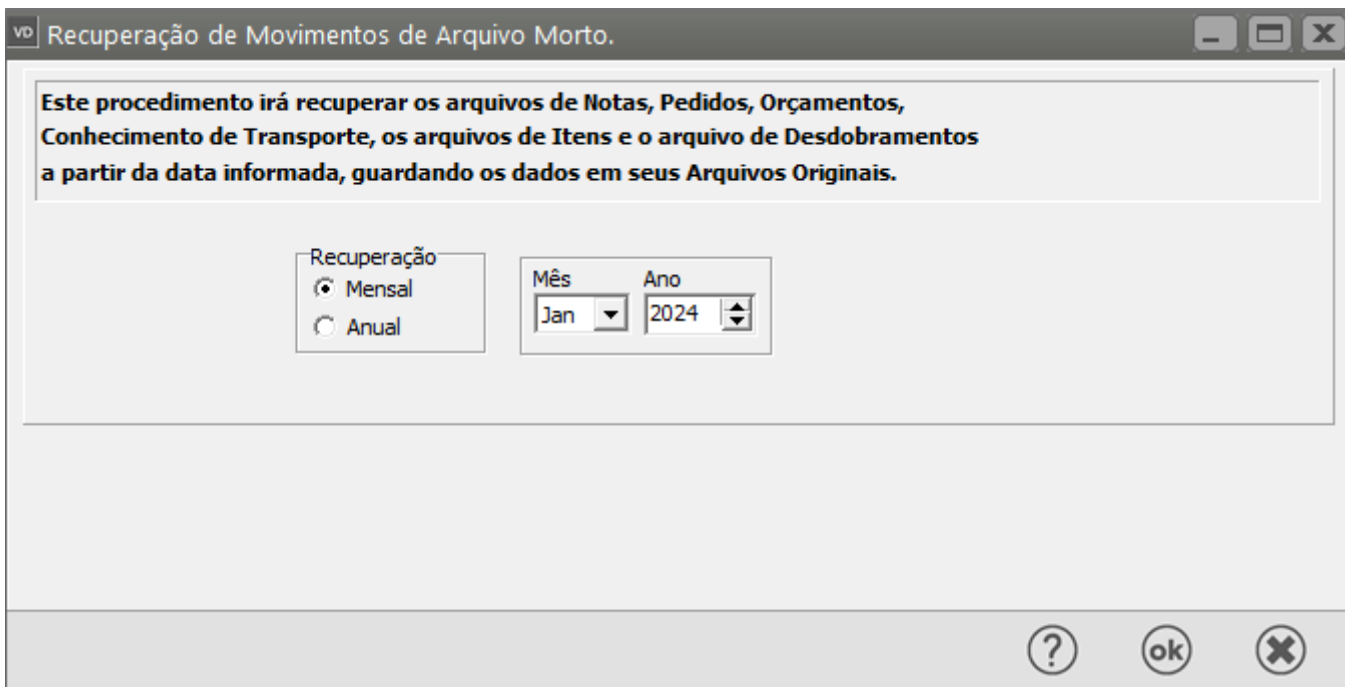 VD Recuperação de Movimentos de Arquivo Morto.
Este procedimento irá recuperar os arquivos de Notas, Pedidos, Orçamentos,
Conhecimento de Transporte, os arquivos de Itens e o arquivo de Desdobramentos
a partir da data informada, guardando os dados em seus Arquivos Originais.
Recuperação
Mensal
Anual
Mês Ano
Jan 2024
? ok